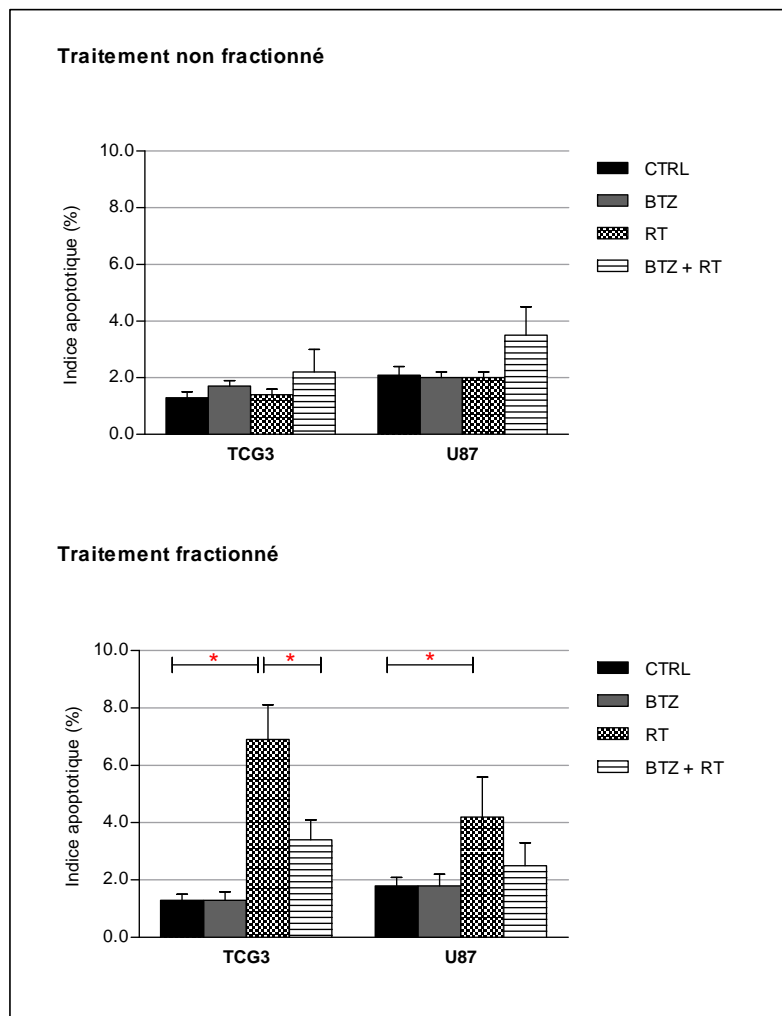 Traitement non fractionné
10.0
8.0
6.0
4.0
2.0
0.0
Indice apoptotique (%)
CTRL
BTZ
RT
BTZ + RT
TCG3 U87
Traitement fractionné
* * *
10.0
8.0
6.0
4.0
2.0
0.0
Indice apoptotique (%)
CTRL
BTZ
RT
BTZ + RT
TCG3 U87